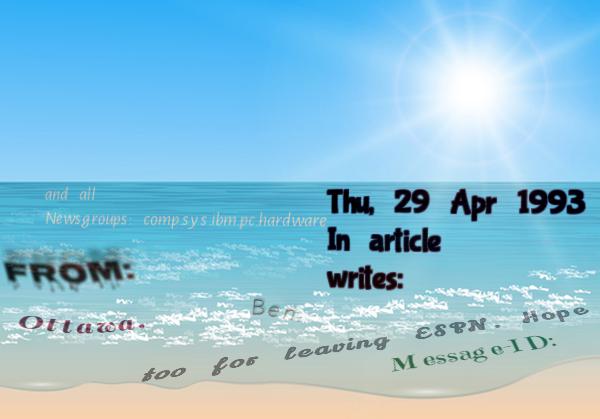 and all
Newsgroups: comp.sys.ibm.pc.hardware
Thu, 29 Apr 1993
In article
writes:
FROM:
Ottawa.
Ben
too for leaving ESPN. Hope
Message-ID: